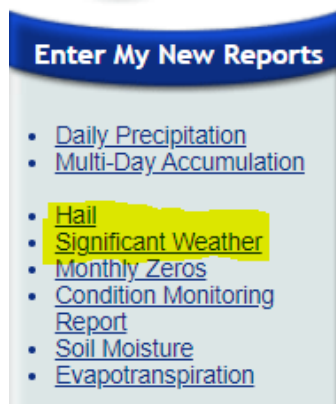 Enter My New Reports
Daily Precipitation
Multi-Day Accumulation
Hail
Significant Weather
Monthly Zeros
Condition Monitoring
Report
Soil Moisture
Evapotranspiration